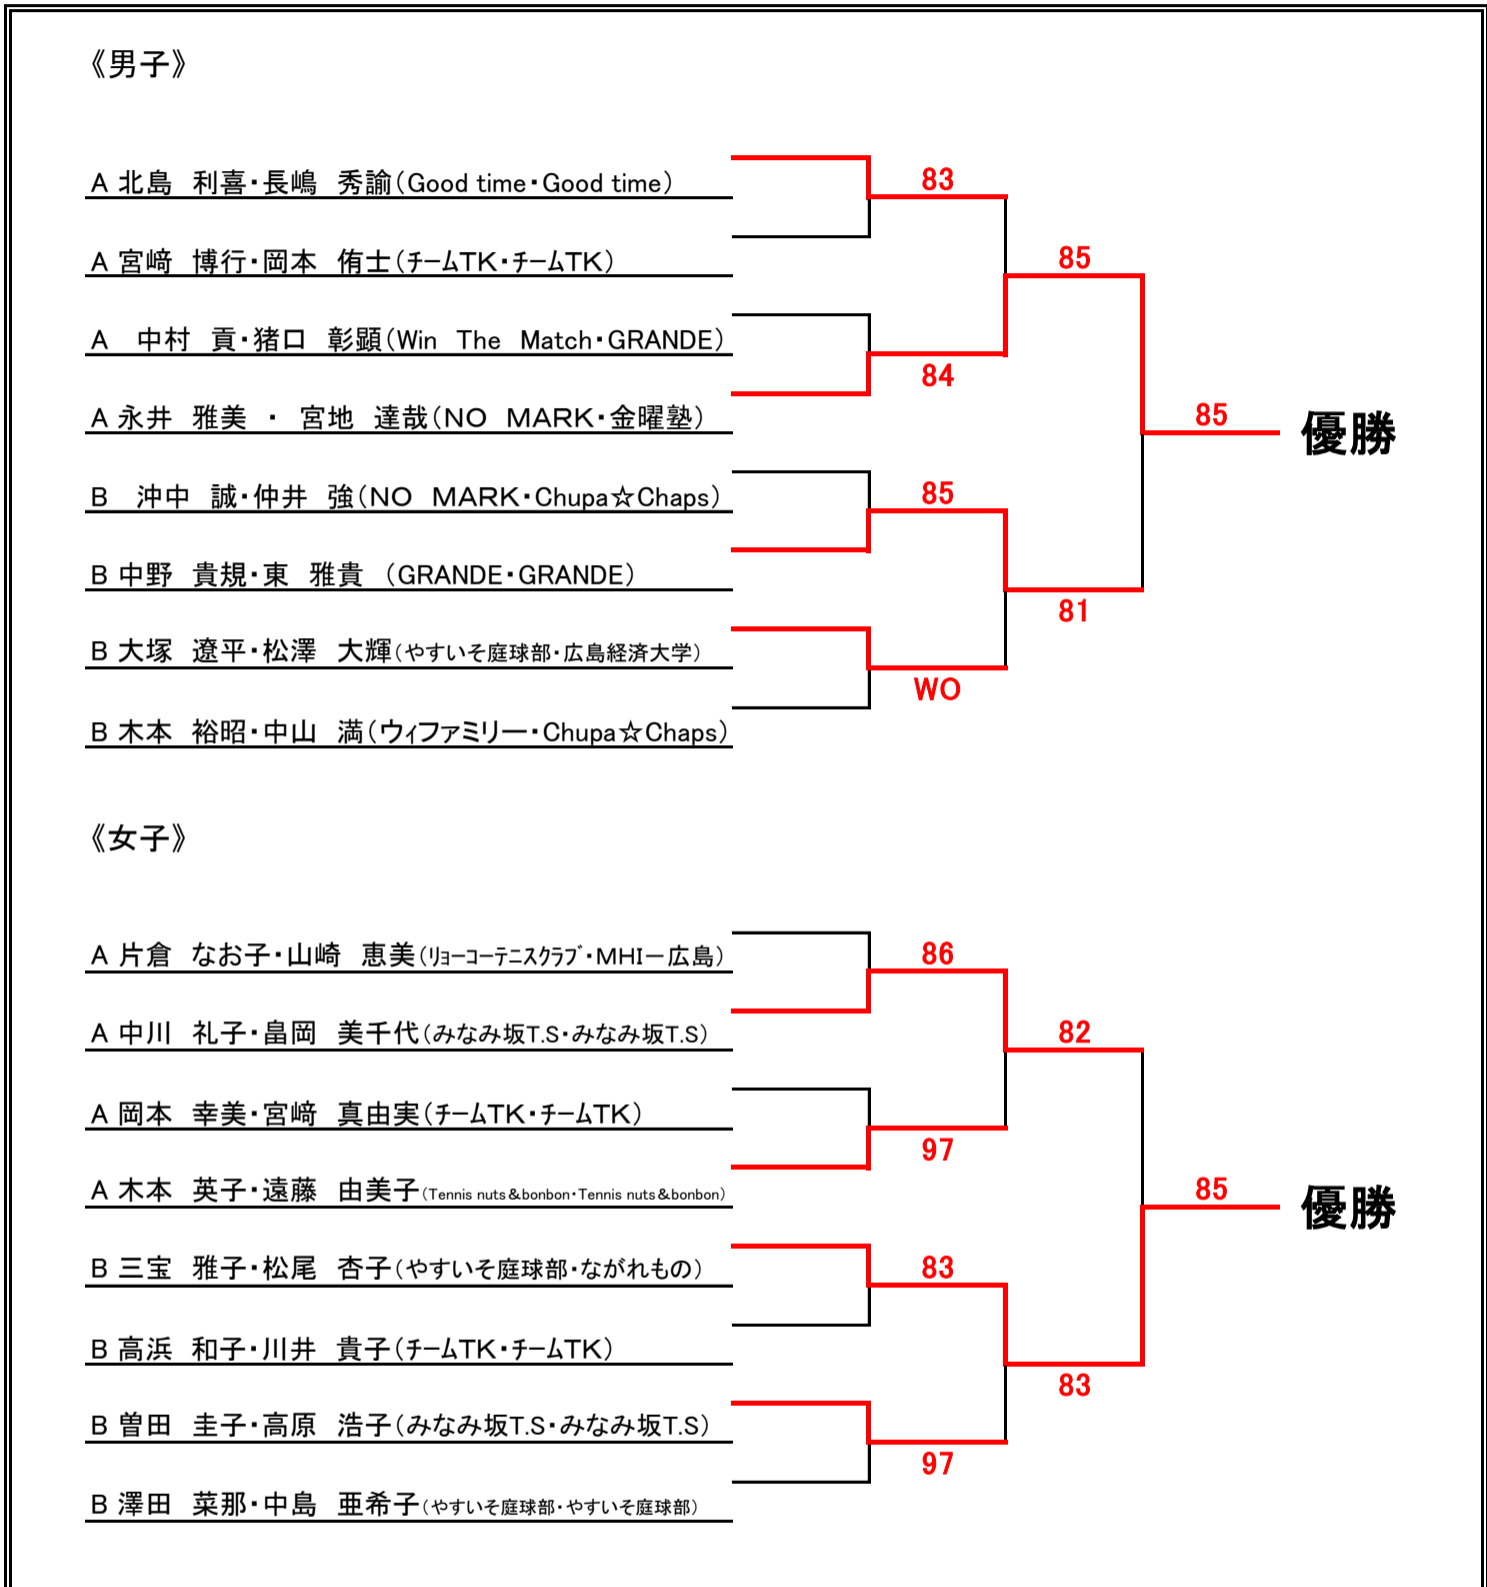 《男子》
A 北島　利喜・長嶋　秀諭(Good time・Good time)
83
A 宮﨑　博行・岡本　侑士(チームTK・チームTK)
85
A　中村　貢・猪口　彰顕(Win　The　Match・GRANDE)
84
A 永井　雅美　・　宮地　達哉(NO　MARK・金曜塾)
85
優勝
B　沖中　誠・仲井　強(NO　MARK・Chupa☆Chaps)
85
B 中野　貴規・東　雅貴　(GRANDE・GRANDE)
81
B 大塚　遼平・松澤　大輝(やすいそ庭球部・広島経済大学)
WO
B 木本　裕昭・中山　満(ウィファミリー・Chupa☆Chaps)
《女子》
A 片倉　なお子・山崎　恵美(ﾘｮｰｺｰﾃﾆｽｸﾗﾌﾞ・MHI－広島)
86
A 中川　礼子・畠岡　美千代(みなみ坂T.S・みなみ坂T.S)
82
A 岡本　幸美・宮﨑　真由実(チームTK・チームTK)
97
A 木本　英子・遠藤　由美子(Tennis nuts＆bonbon・Tennis nuts＆bonbon)
85
優勝
B 三宝　雅子・松尾　杏子(やすいそ庭球部・ながれもの)
83
B 高浜　和子・川井　貴子(チームTK・チームTK)
83
B 曽田　圭子・高原　浩子(みなみ坂T.S・みなみ坂T.S)
97
B 澤田　菜那・中島　亜希子(やすいそ庭球部・やすいそ庭球部)